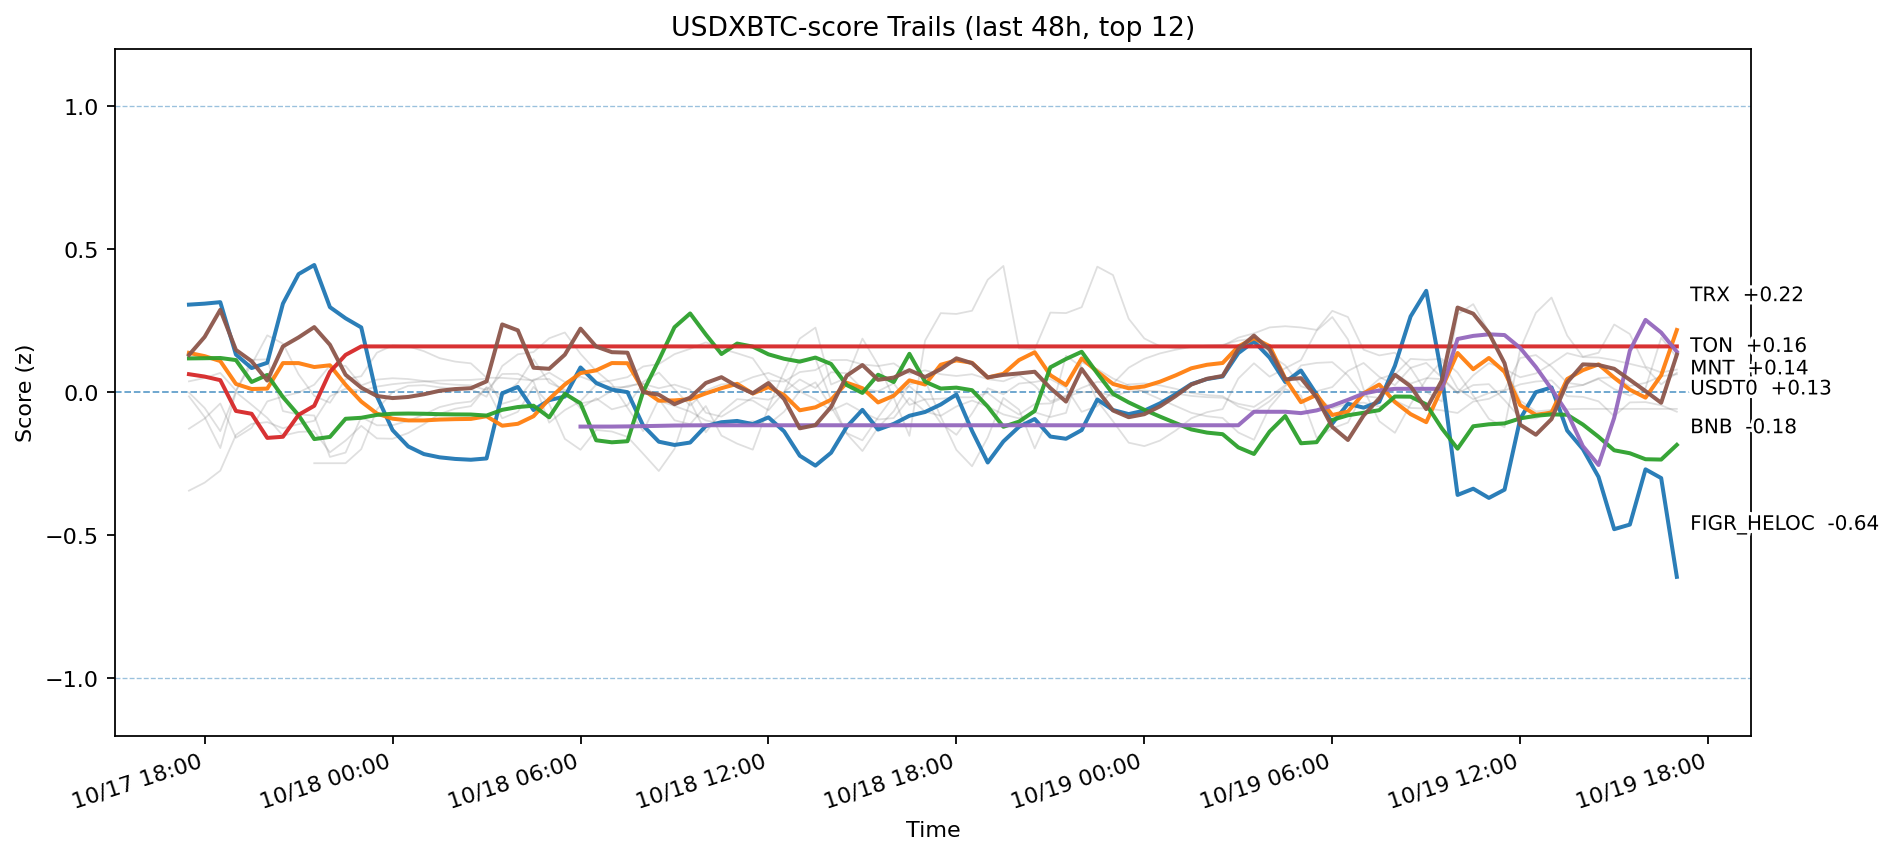 USDXBTC-score Trails (last 48h, top 12)
1.0
0.5
0.0
−0.5
−1.0
Score (z)
TRX +0.22
TON +0.16
MNT +0.14
USDT0 +0.13
BNB -0.18
FIGR_HELOC -0.64
10/17 18:00
10/18 00:00
10/18 06:00
10/18 12:00
10/18 18:00
10/19 00:00
10/19 06:00
10/19 12:00
10/19 18:00
Time